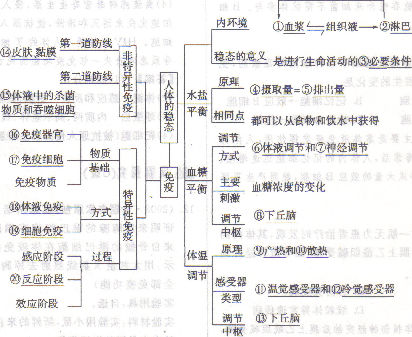 内环境
①血浆 组织液 ②淋巴
稳态的意义
是进行生命活动的③必要条件
水盐
平衡
原理
④摄取量=⑤排出量
相同点
都可以从食物和饮水中获得
人体的稳态
血糖
平衡
调节
方式
⑥体液调节和⑦神经调节
主要
刺激
血糖浓度的变化
调节
中枢
⑧下丘脑
体温
调节
原理
⑨产热和⑩散热
感受器
类型
⑪温觉感受器和⑫冷觉感受器
调节
中枢
⑬下丘脑
免疫
非特异性免疫
第一道防线
⑭皮肤、黏膜
第二道防线
⑮体液中的杀菌
物质和吞噬细胞
特异性免疫
物质
基础
⑯免疫器官
⑰免疫细胞
免疫物质
方式
⑱体液免疫
⑲细胞免疫
过程
感应阶段
⑳反应阶段
效应阶段